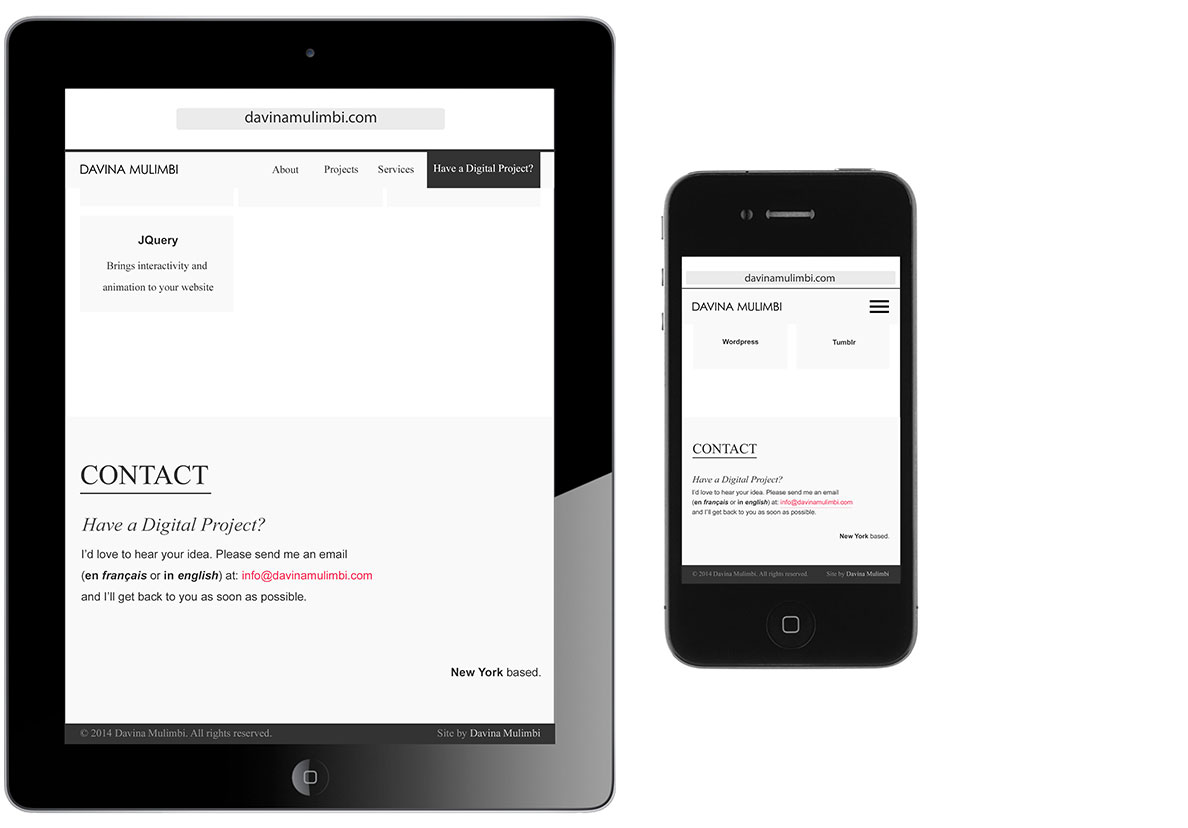 davinamulimbi.com
DAVINA MULIMBI About Projects Services Have a Digital Project?
JQuery
Brings interactivity and
animation to your website
CONTACT
Have a Digital Project?
I'd love to hear your idea. Please send me an email
(en français or in english) at: info@davinamulimbi.com
and I'll get back to you as soon as possible.
New York based.
© 2014 Davina Mulimbi. All rights reserved. Site by Davina Mulimbi
davinamulimbi.com
DAVINA MULIMBI
Wordpress Tumblr
CONTACT
Have a Digital Project?
I'd love to hear your idea. Please send me an email
(en français or in english) at: info@davinamulimbi.com
and I'll get back to you as soon as possible.
New York based.
© 2014 Davina Mulimbi. All rights reserved. Site by Davina Mulimbi